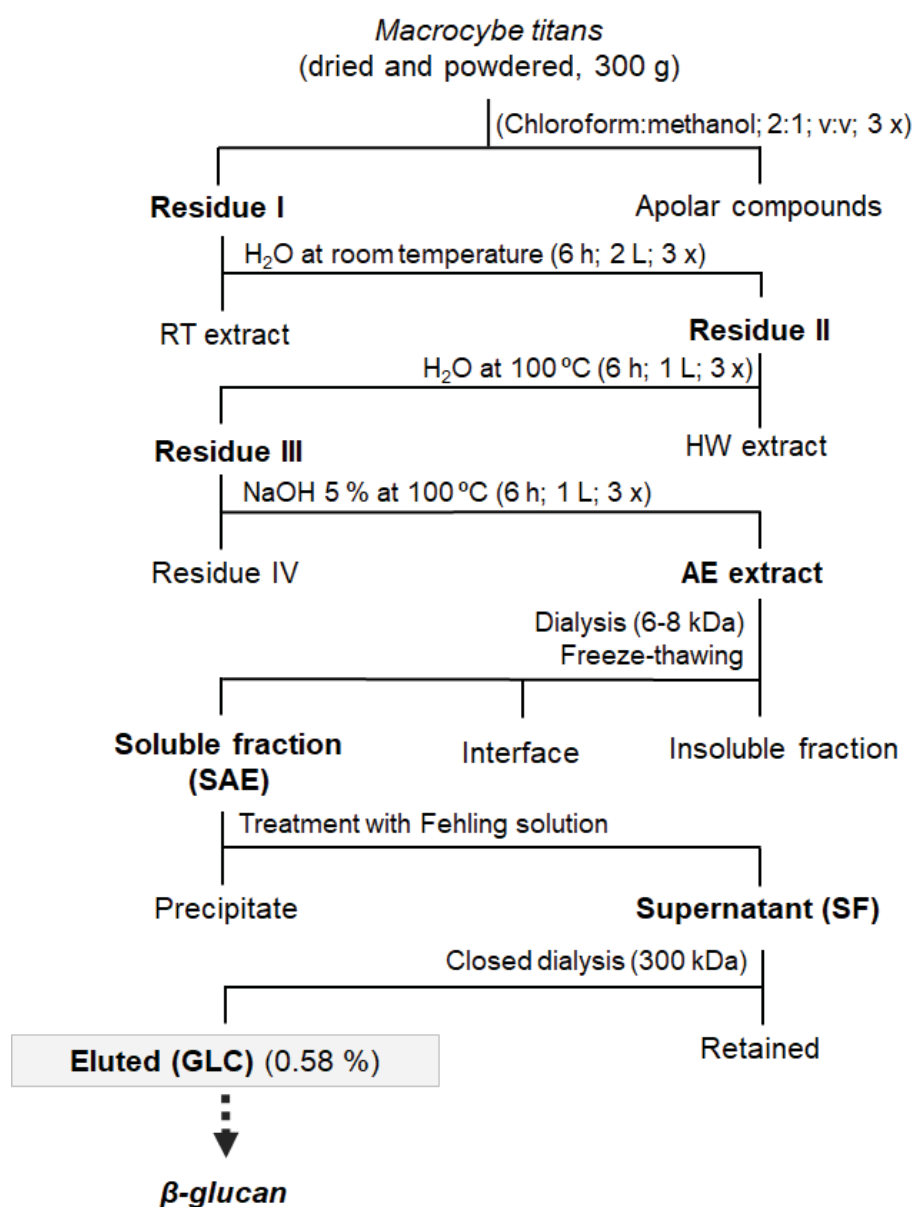 Macrocybe titans
(dried and powdered, 300 g)
(Chloroform:methanol; 2:1; v:v; 3 x)
Residue I
Apolar compounds
H₂O at room temperature (6 h; 2 L; 3 x)
RT extract
Residue II
H₂O at 100 ºC (6 h; 1 L; 3 x)
Residue III
HW extract
NaOH 5 % at 100 ºC (6 h; 1 L; 3 x)
Residue IV
AE extract
Dialysis (6-8 kDa)
Freeze-thawing
Soluble fraction
(SAE)
Interface
Insoluble fraction
Treatment with Fehling solution
Precipitate
Supernatant (SF)
Closed dialysis (300 kDa)
Eluted (GLC) (0.58 %)
Retained
β-glucan